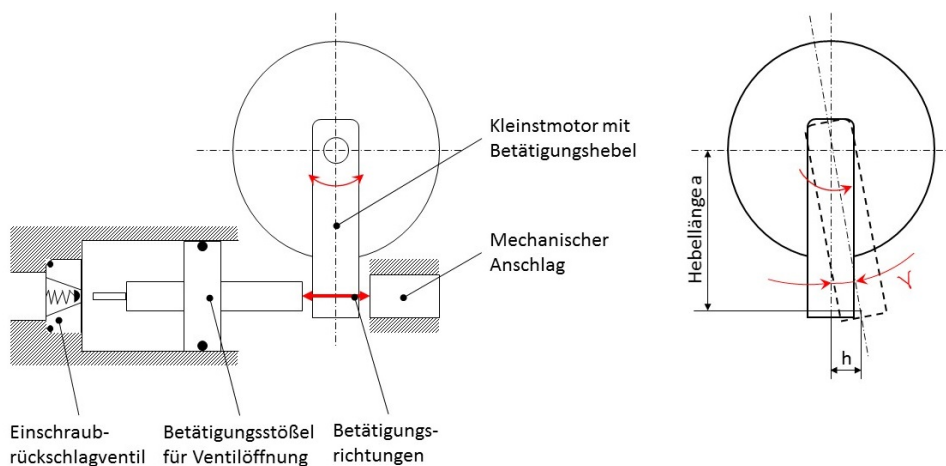 Kleinstmotor mit
Betätigungshebel
Mechanischer
Anschlag
Einschraub-
rückschlagventil
Betätigungsstößel
für Ventilöffnung
Betätigungs-
richtungen
Hebellänge a
γ
h